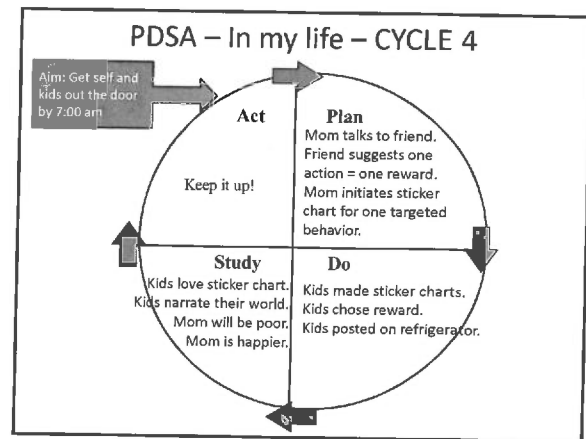 PDSA – In my life – CYCLE 4
Aim: Get self and
kids out the door
by 7:00 am
Act
Keep it up!
Plan
Mom talks to friend.
Friend suggests one
action = one reward.
Mom initiates sticker
chart for one targeted
behavior.
Study
Kids love sticker chart.
Kids narrate their world.
Mom will be poor.
Mom is happier.
Do
Kids made sticker charts.
Kids chose reward.
Kids posted on refrigerator.